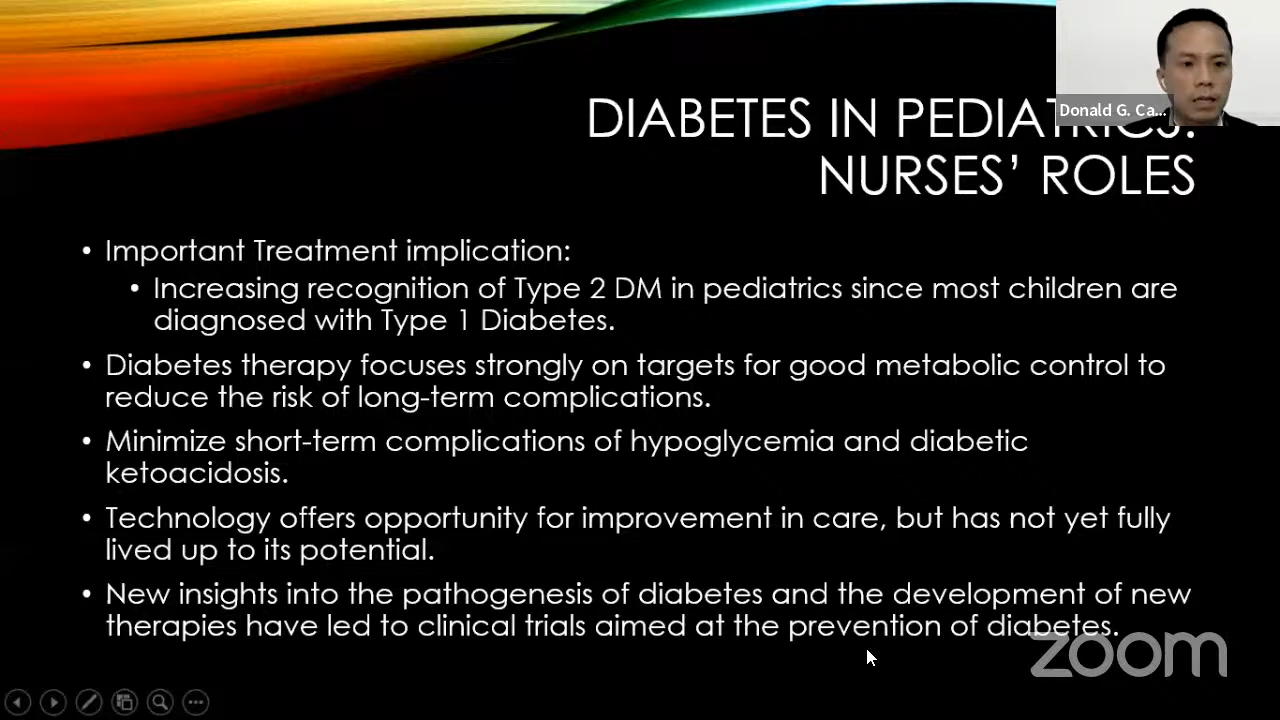 Donald G. Ca...
DIABETES IN PEDIATRICS:
NURSES’ ROLES
• Important Treatment implication:
• Increasing recognition of Type 2 DM in pediatrics since most children are
diagnosed with Type 1 Diabetes.
• Diabetes therapy focuses strongly on targets for good metabolic control to
reduce the risk of long-term complications.
• Minimize short-term complications of hypoglycemia and diabetic
ketoacidosis.
• Technology offers opportunity for improvement in care, but has not yet fully
lived up to its potential.
• New insights into the pathogenesis of diabetes and the development of new
therapies have led to clinical trials aimed at the prevention of diabetes.
zoom